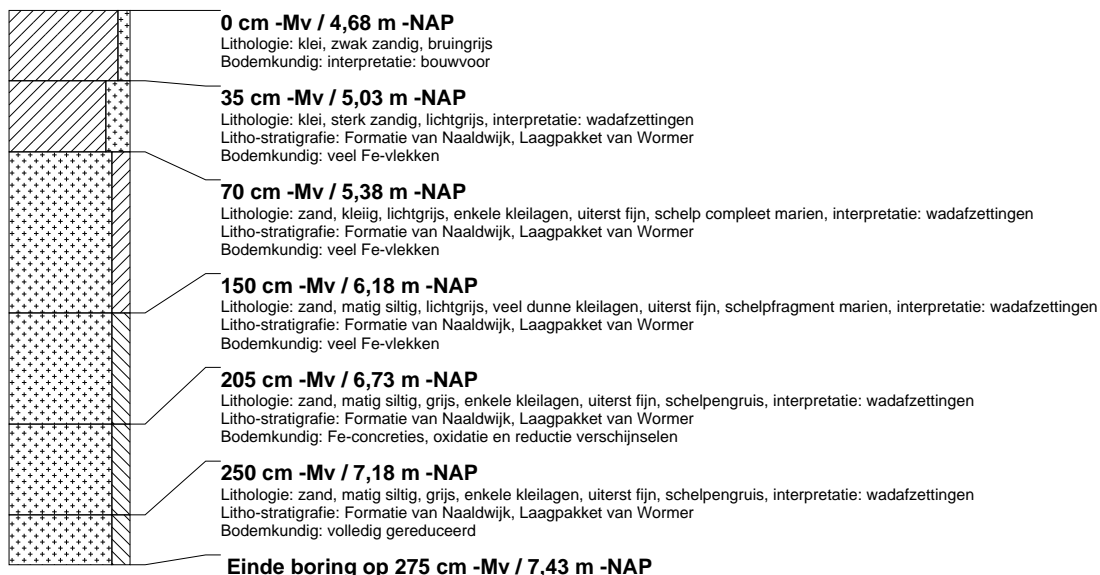 0 cm -Mv / 4,68 m -NAP
Lithologie: klei, zwak zandig, bruingrijs
Bodemkundig: interpretatie: bouwvoor
35 cm -Mv / 5,03 m -NAP
Lithologie: klei, sterk zandig, lichtgrijs, interpretatie: wadafzettingen
Litho-stratigrafie: Formatie van Naaldwijk, Laagpakket van Wormer
Bodemkundig: veel Fe-vlekken
70 cm -Mv / 5,38 m -NAP
Lithologie: zand, kleiig, lichtgrijs, enkele kleilagen, uiterst fijn, schelp compleet marien, interpretatie: wadafzettingen
Litho-stratigrafie: Formatie van Naaldwijk, Laagpakket van Wormer
Bodemkundig: veel Fe-vlekken
150 cm -Mv / 6,18 m -NAP
Lithologie: zand, matig siltig, lichtgrijs, veel dunne kleilagen, uiterst fijn, schelpfragment marien, interpretatie: wadafzettingen
Litho-stratigrafie: Formatie van Naaldwijk, Laagpakket van Wormer
Bodemkundig: veel Fe-vlekken
205 cm -Mv / 6,73 m -NAP
Lithologie: zand, matig siltig, grijs, enkele kleilagen, uiterst fijn, schelpengruis, interpretatie: wadafzettingen
Litho-stratigrafie: Formatie van Naaldwijk, Laagpakket van Wormer
Bodemkundig: Fe-concreties, oxidatie en reductie verschijnselen
250 cm -Mv / 7,18 m -NAP
Lithologie: zand, matig siltig, grijs, enkele kleilagen, uiterst fijn, schelpengruis, interpretatie: wadafzettingen
Litho-stratigrafie: Formatie van Naaldwijk, Laagpakket van Wormer
Bodemkundig: volledig gereduceerd
Einde boring op 275 cm -Mv / 7,43 m -NAP